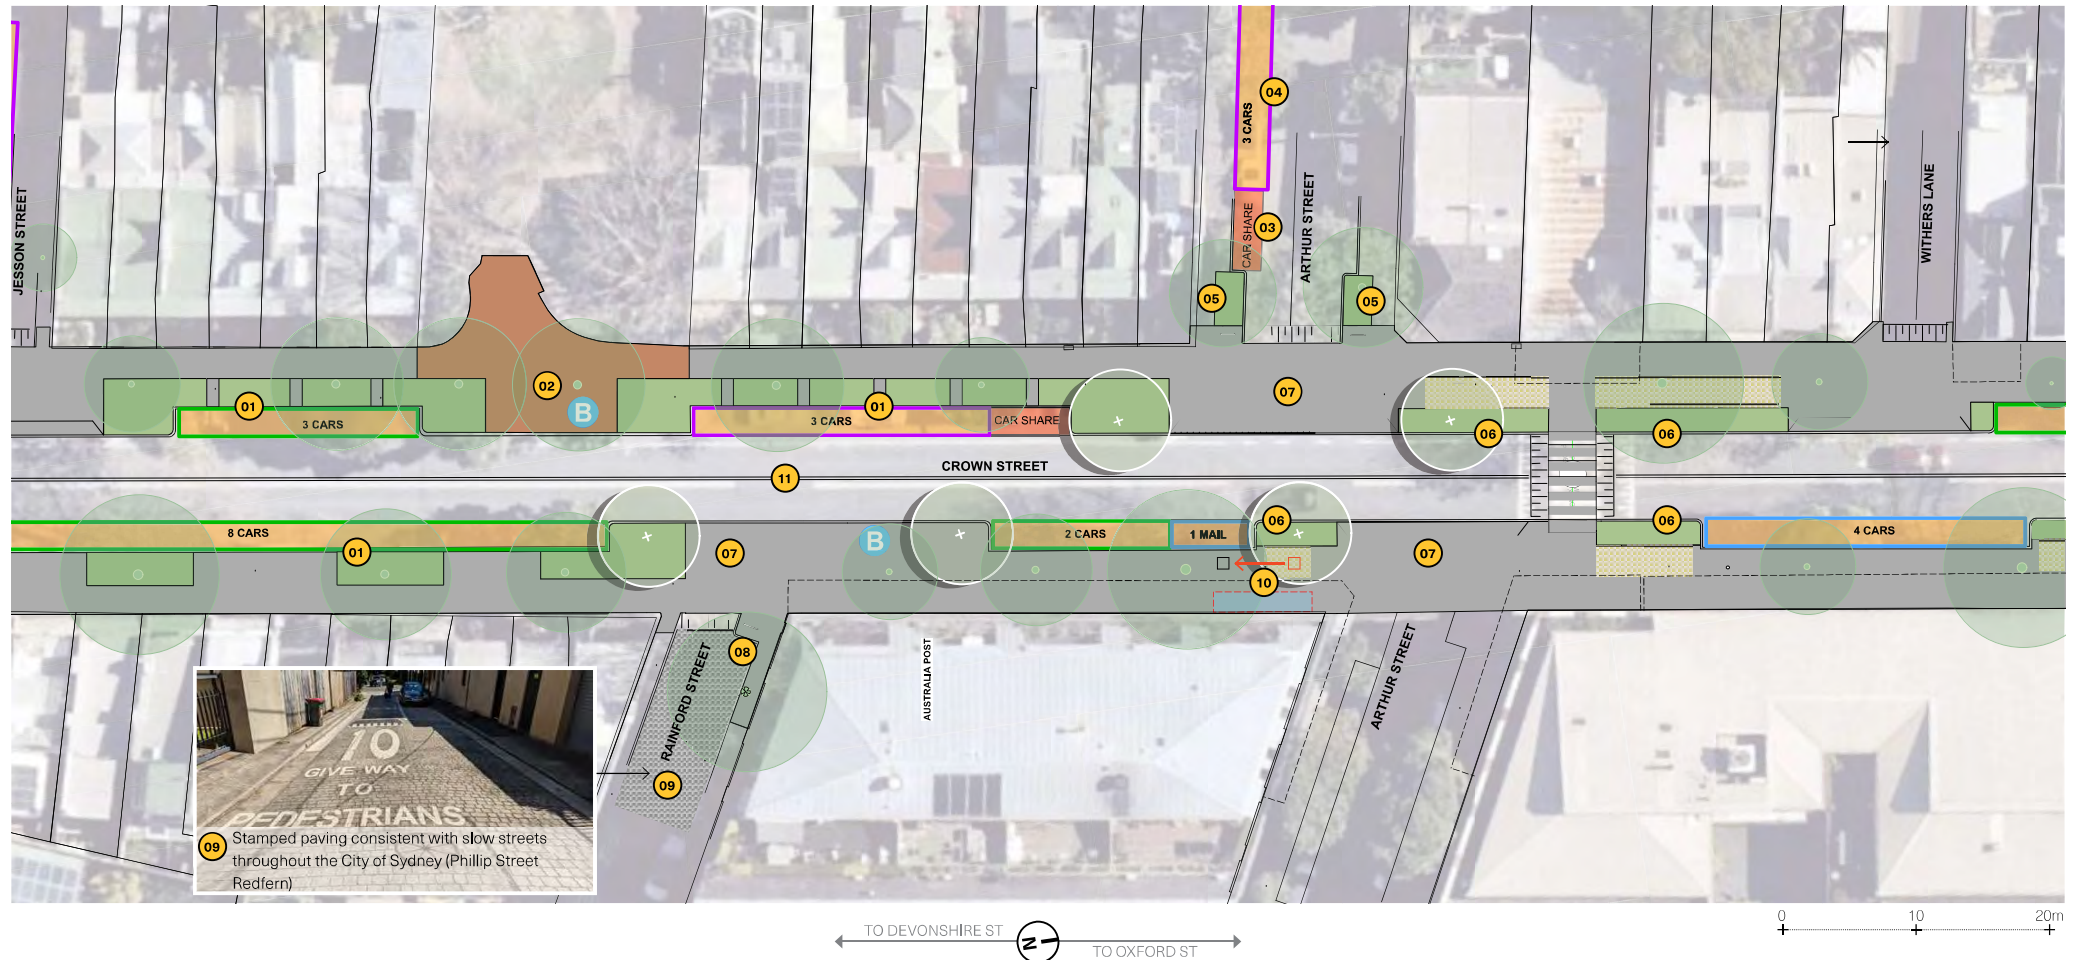 04
3 CARS
03
CAR SHARE
ARTHUR STREET
WITHERS LANE
JESSON STREET
05
05
02
B
01
3 CARS
01
3 CARS
CAR SHARE
07
06
06
CROWN STREET
11
8 CARS
01
07
B
2 CARS
1 MAIL
06
10
07
06
4 CARS
08
RAINFORD STREET
09
AUSTRALIA POST
ARTHUR STREET
10
GIVE WAY
TO
PEDESTRIANS
09 Stamped paving consistent with slow streets
throughout the City of Sydney (Phillip Street
Redfern)
TO DEVONSHIRE ST
N
TO OXFORD ST
0 10 20m